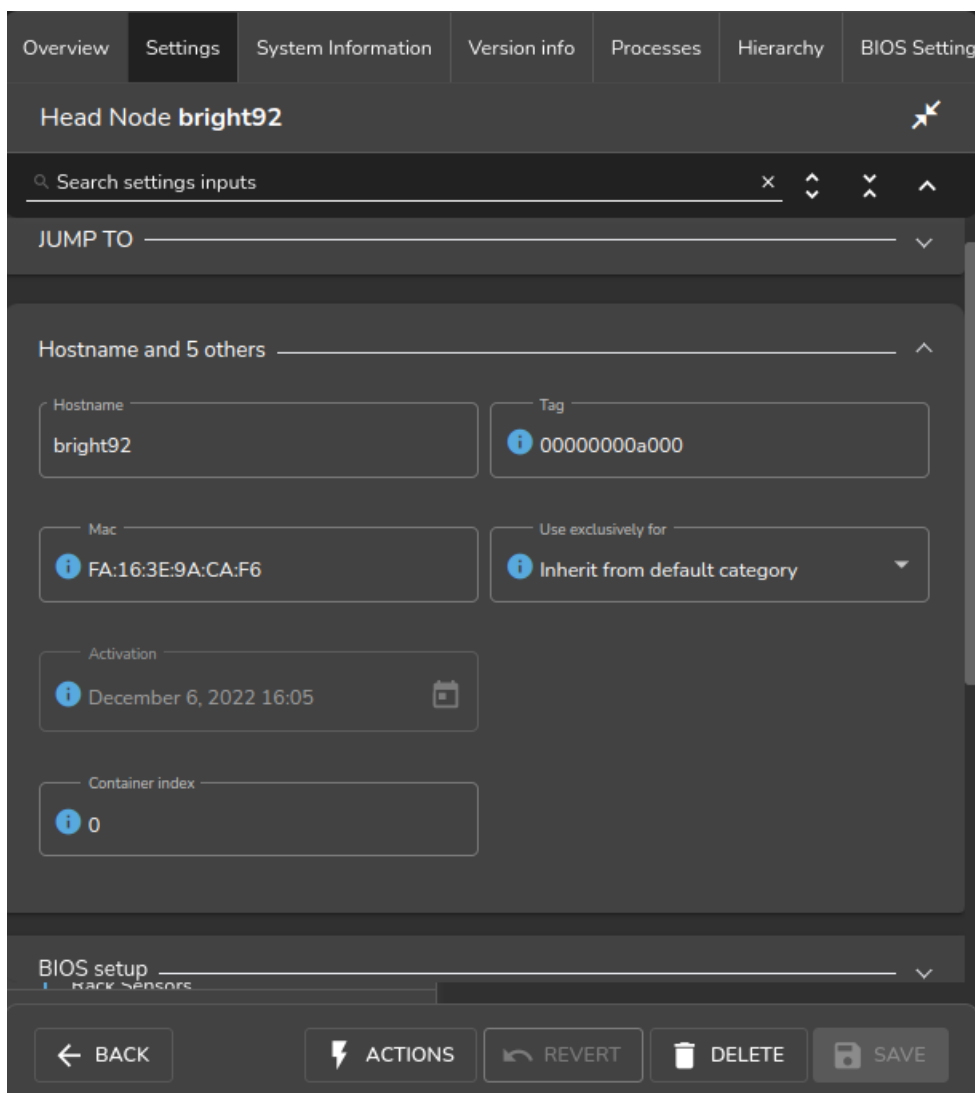 Overview Settings System Information Version info Processes Hierarchy BIOS Setting
Head Node bright92
Search settings inputs
JUMP TO
Hostname and 5 others
Hostname
bright92
Tag
00000000a000
Mac
FA:16:3E:9A:CA:F6
Use exclusively for
Inherit from default category
Activation
December 6, 2022 16:05
Container index
0
BIOS setup
Rack Sensors
BACK ACTIONS REVERT DELETE SAVE